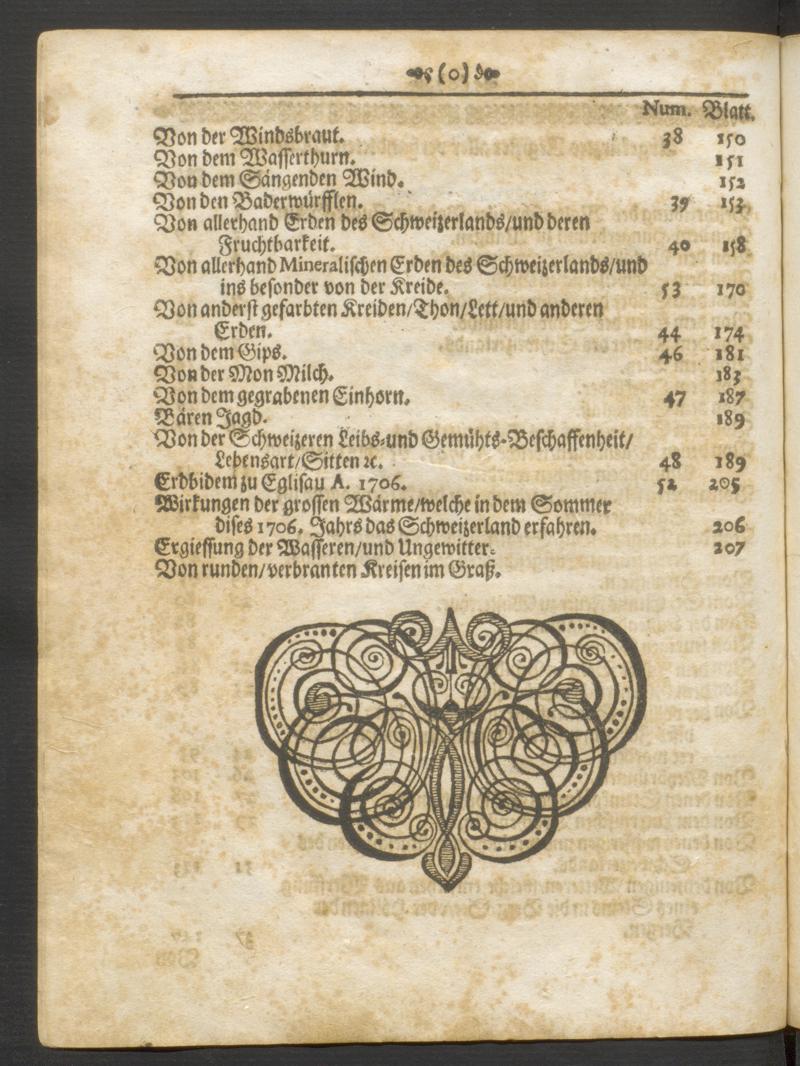 (o)
Num. Blatt.
Von der Windsbraut. 38 150
Von dem Wasserthurn. 151
Von dem Sängenden Wind. 152
Von den Baderwürfflen. 39 153
Von allerhand Erden des Schweizerlands/und deren
Fruchtbarkeit. 40 158
Von allerhand Mineralischen Erden des Schweizerlands/und
ins besonder von der Kreide. 53 170
Von anderst gefarbten Kreiden/Thon/Lett/und anderen
Erden. 44 174
Von dem Gips. 46 181
Von der Mon Milch. 183
Von dem gegrabenen Einhorn. 47 187
Bären Jagd. 189
Von der Schweizeren Leibs-und Gemühts-Beschaffenheit/
Lebensart/Sitten ꝛc. 48 189
Erdbidem zu Eglisau A. 1706. 52 205
Wirkungen der grossen Wärme/welche in dem Sommer
dises 1706. Jahrs das Schweizerland erfahren. 206
Ergiessung der Wasseren/und Ungewitter. 207
Von runden/verbranten Kreisen im Graß.